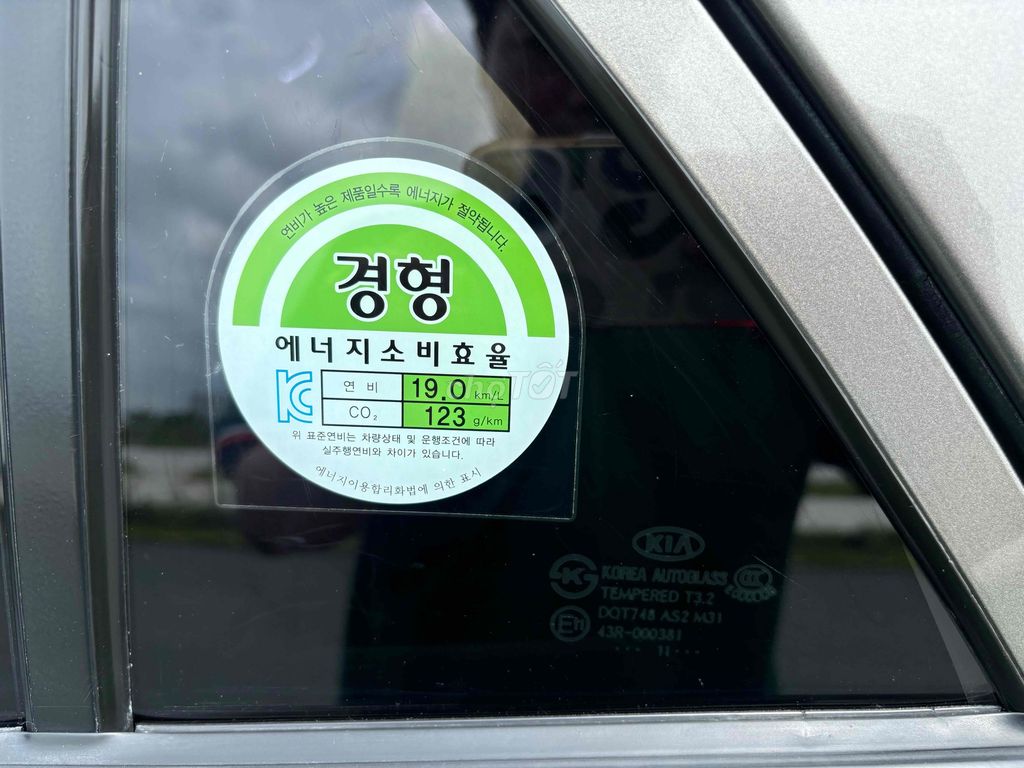 연비가 높은 제품일수록 에너지가 절약됩니다.
경형
에너지소비효율
연 비 19.0 km/L
CO₂ 123 g/km
위 표준연비는 차량상태 및 운행조건에 따라
실주행연비와 차이가 있습니다.
에너지이용합리화법에 의한 표시
chợTỐT
KIA
KOREA AUTOGLASS
TEMPERED T3.2
DOT748 AS2 M31
43R-000381